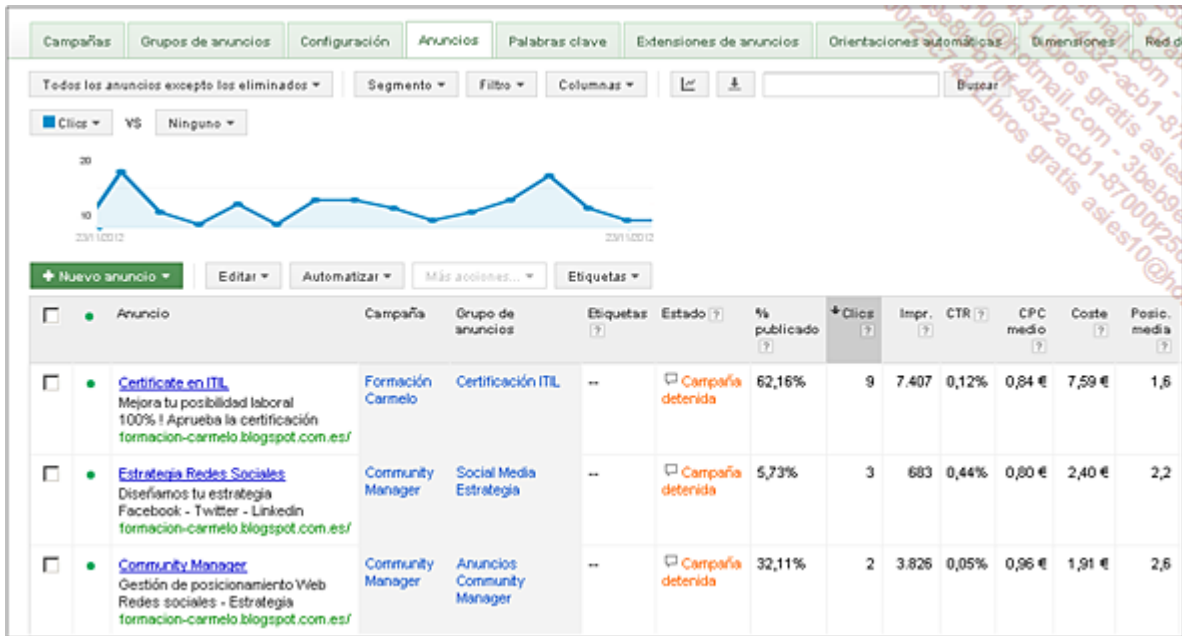 Campañas Grupos de anuncios Configuración Anuncios Palabras clave Extensiones de anuncios Orientaciones automáticas Dimensiones Red d
Todos los anuncios excepto los eliminados Segmento Filtro Columnas Buscar
Clics VS Ninguno
20
10
23/11/2012 23/11/2012
+ Nuevo anuncio Editar Automatizar Más acciones... Etiquetas
Anuncio Campaña Grupo de anuncios Etiquetas ? Estado ? % publicado ? Clics ? Impr. ? CTR ? CPC medio ? Coste ? Posic. media ?
Certificate en ITIL Formación Carmelo Certificación ITIL -- Campaña detenida 62,16% 9 7.407 0,12% 0,84 € 7,59 € 1,6
Mejora tu posibilidad laboral
100% ! Aprueba la certificación
formacion-carmelo.blogspot.com.es/
Estrategia Redes Sociales Community Manager Social Media Estrategia -- Campaña detenida 5,73% 3 683 0,44% 0,80 € 2,40 € 2,2
Diseñamos tu estrategia
Facebook - Twitter - Linkedin
formacion-carmelo.blogspot.com.es/
Community Manager Community Manager Anuncios Community Manager -- Campaña detenida 32,11% 2 3.826 0,05% 0,96 € 1,91 € 2,6
Gestión de posicionamiento Web
Redes sociales - Estrategia
formacion-carmelo.blogspot.com.es/